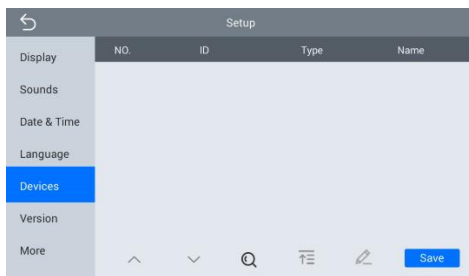 Setup
NO. ID Type Name
Display
Sounds
Date & Time
Language
Devices
Version
More
Save